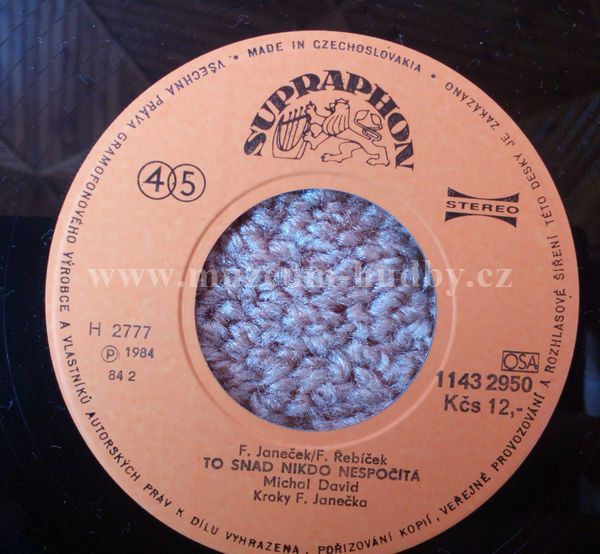 VŠECHNA PRÁVA GRAMOFONOVÉHO VÝROBCE A VLASTNÍKŮ AUTORSKÝCH PRÁV K DÍLU VYHRAZENA. POŘIZOVÁNÍ KOPIÍ, VEŘEJNÉ PROVOZOVÁNÍ A ROZHLASOVÉ ŠÍŘENÍ TÉTO DESKY JE ZAKÁZÁNO • MADE IN CZECHOSLOVAKIA •
SUPRAPHON
45
STEREO
www.muzeum-hudby.cz
H 2777
Ⓟ 1984
84 2
OSA
1143 2950
Kčs 12,-
F. Janeček/F. Řebíček
TO SNAD NIKDO NESPOČÍTÁ
Michal David
Kroky F. Janečka